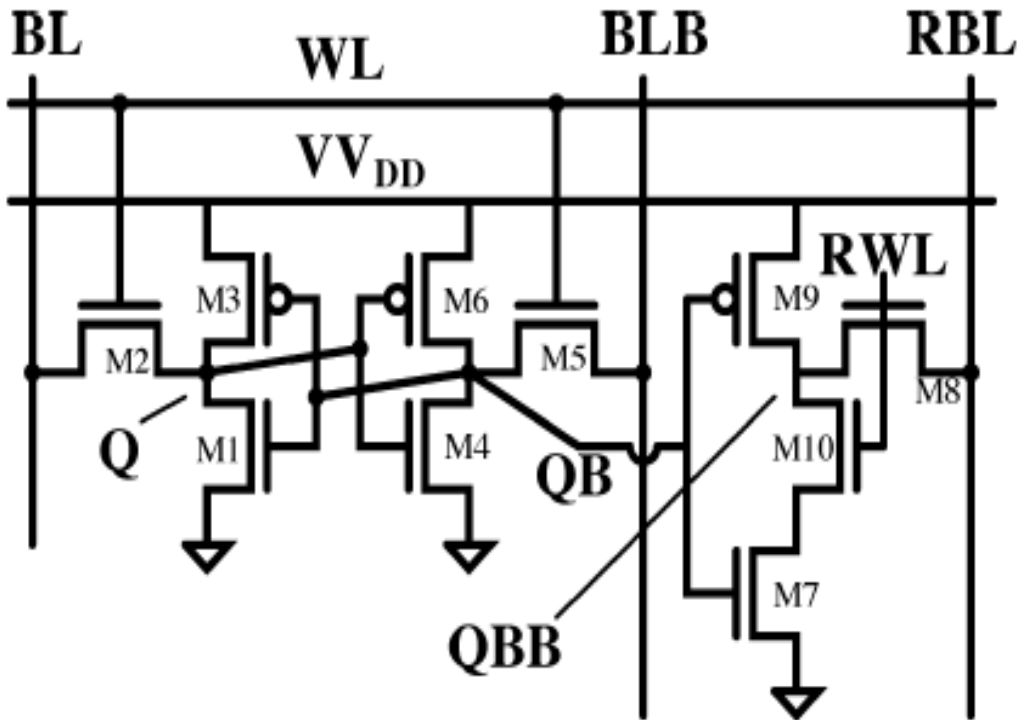 BL WL BLB RBL
VVDD
RWL
M3 M6 M9
M2 M5 M8
Q M1 M4 QB M10
M7
QBB